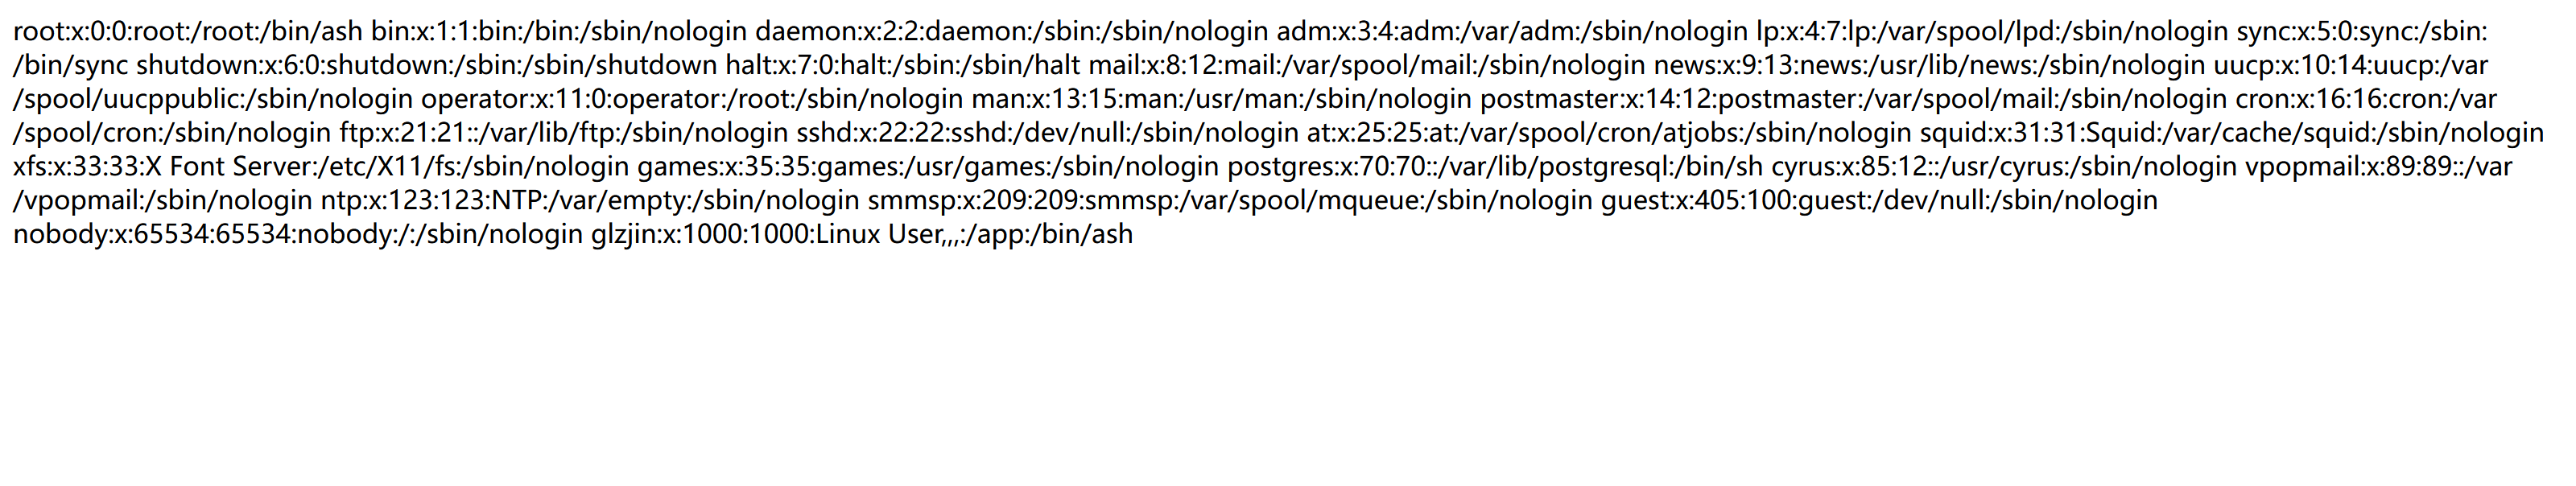 root:x:0:0:root:/root:/bin/ash bin:x:1:1:bin:/bin:/sbin/nologin daemon:x:2:2:daemon:/sbin:/sbin/nologin adm:x:3:4:adm:/var/adm:/sbin/nologin lp:x:4:7:lp:/var/spool/lpd:/sbin/nologin sync:x:5:0:sync:/sbin:
/bin/sync shutdown:x:6:0:shutdown:/sbin:/sbin/shutdown halt:x:7:0:halt:/sbin:/sbin/halt mail:x:8:12:mail:/var/spool/mail:/sbin/nologin news:x:9:13:news:/usr/lib/news:/sbin/nologin uucp:x:10:14:uucp:/var
/spool/uucppublic:/sbin/nologin operator:x:11:0:operator:/root:/sbin/nologin man:x:13:15:man:/usr/man:/sbin/nologin postmaster:x:14:12:postmaster:/var/spool/mail:/sbin/nologin cron:x:16:16:cron:/var
/spool/cron:/sbin/nologin ftp:x:21:21::/var/lib/ftp:/sbin/nologin sshd:x:22:22:sshd:/dev/null:/sbin/nologin at:x:25:25:at:/var/spool/cron/atjobs:/sbin/nologin squid:x:31:31:Squid:/var/cache/squid:/sbin/nologin
xfs:x:33:33:X Font Server:/etc/X11/fs:/sbin/nologin games:x:35:35:games:/usr/games:/sbin/nologin postgres:x:70:70::/var/lib/postgresql:/bin/sh cyrus:x:85:12::/usr/cyrus:/sbin/nologin vpopmail:x:89:89::/var
/vpopmail:/sbin/nologin ntp:x:123:123:NTP:/var/empty:/sbin/nologin smmsp:x:209:209:smmsp:/var/spool/mqueue:/sbin/nologin guest:x:405:100:guest:/dev/null:/sbin/nologin
nobody:x:65534:65534:nobody:/:/sbin/nologin glzjin:x:1000:1000:Linux User,,,:/app:/bin/ash